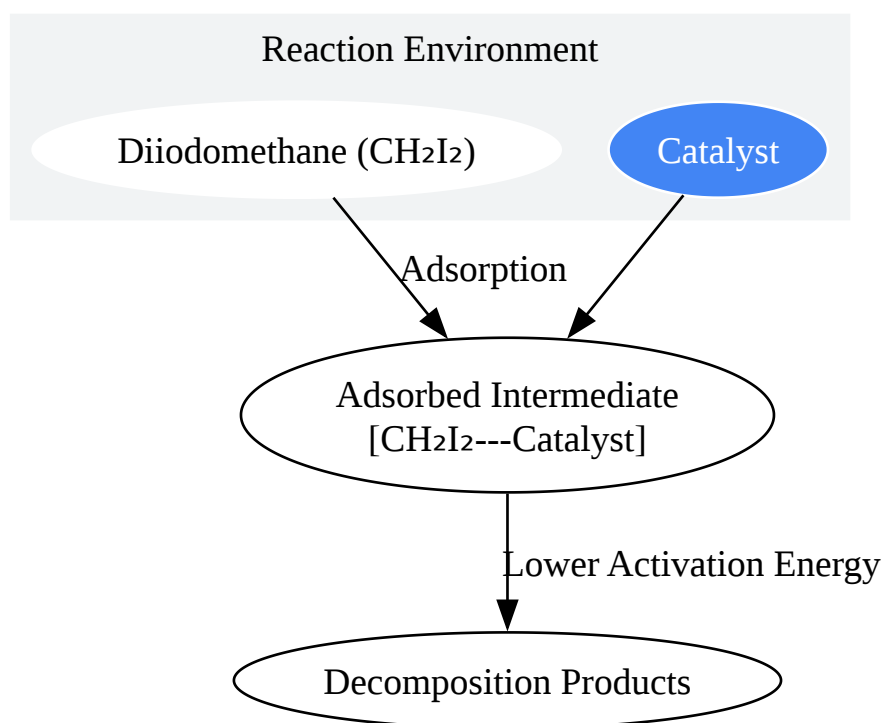 Reaction Environment
Diiodomethane (CH₂I₂)
Catalyst
Adsorption
Adsorbed Intermediate
[CH₂I₂---Catalyst]
Lower Activation Energy
Decomposition Products